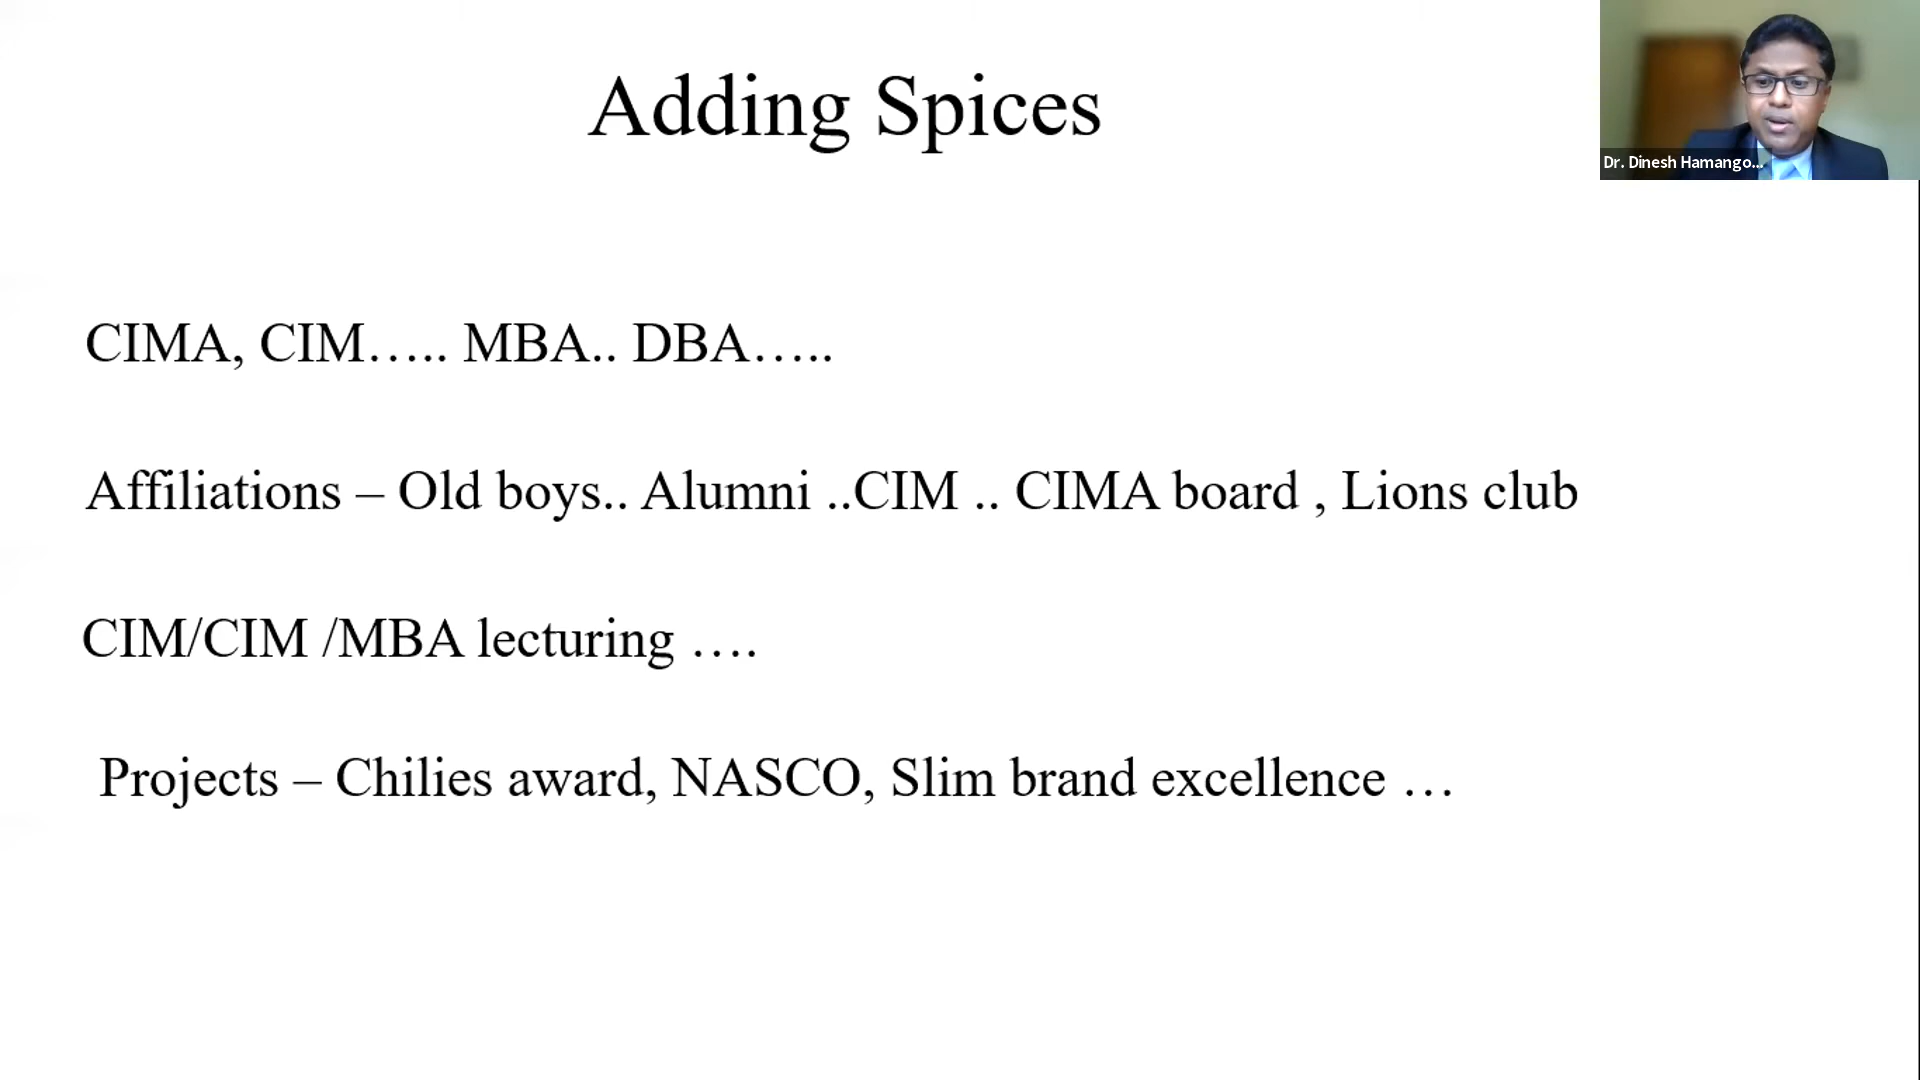 Adding Spices
Dr. Dinesh Hamango...
CIMA, CIM….. MBA.. DBA…..
Affiliations – Old boys.. Alumni ..CIM .. CIMA board , Lions club
CIM/CIM /MBA lecturing ….
Projects – Chilies award, NASCO, Slim brand excellence …